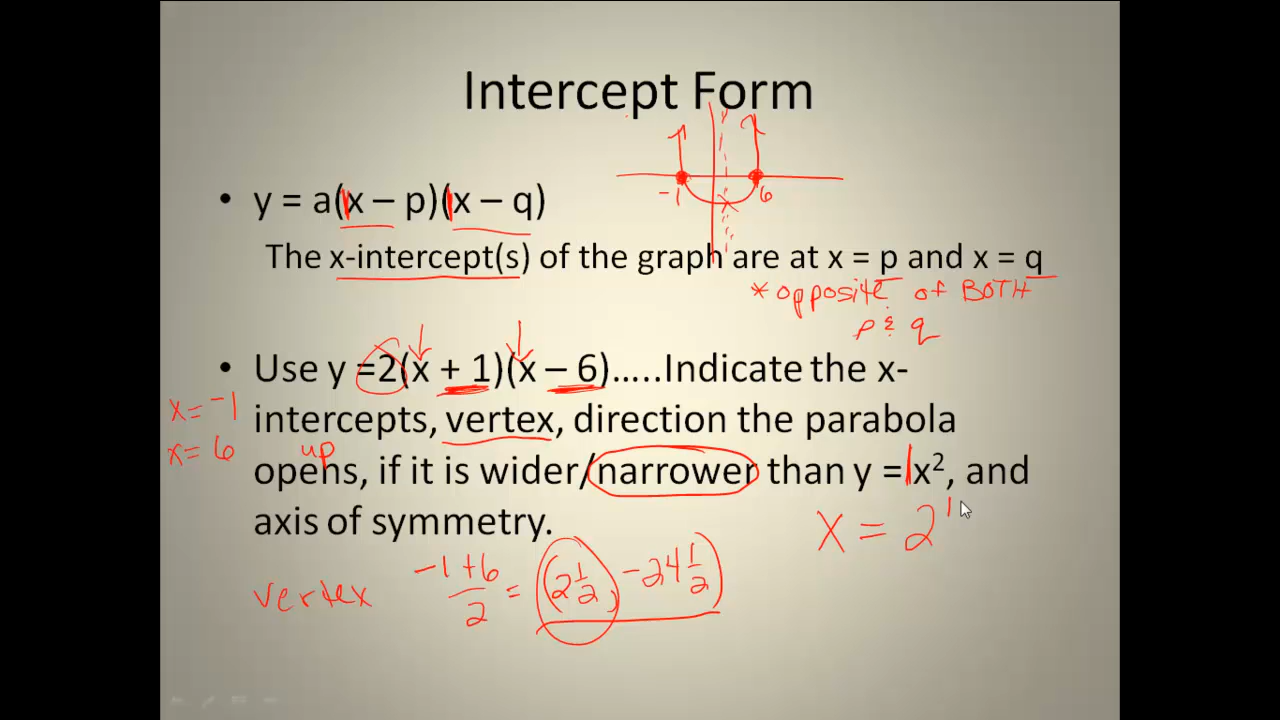 Intercept Form
-1 6
• y = a(x – p)(x – q)
The x-intercept(s) of the graph are at x = p and x = q
* opposite of BOTH
p & q
• Use y =2(x + 1)(x – 6)…..Indicate the x-
x = -1
intercepts, vertex, direction the parabola
x = 6 up
opens, if it is wider/narrower than y =1x², and
axis of symmetry.
x = 2 1
vertex -1+6/2 = (2 1/2, -24 1/2)